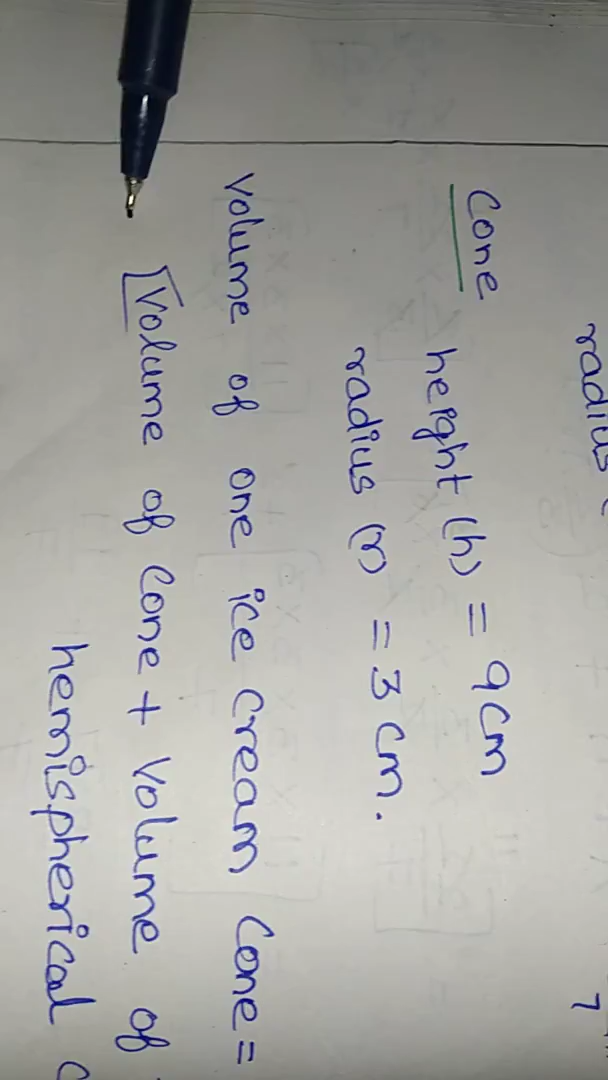 radius
7
Cone
height (h) = 9 cm
radius (r) = 3 cm.
Volume of one ice cream Cone =
[Volume of Cone + Volume of
hemispherical